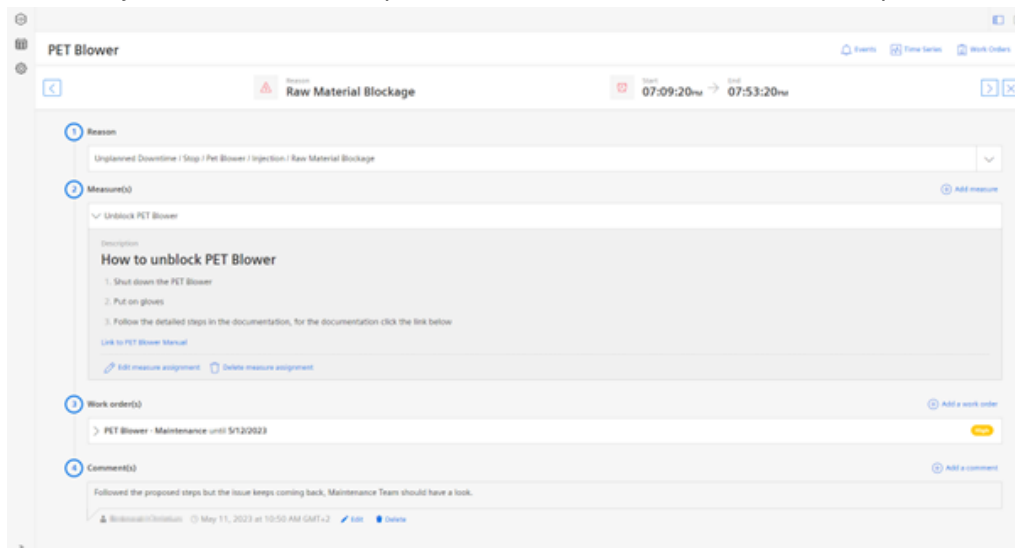 PET Blower
Events
Time Series
Work Orders
Reason
Raw Material Blockage
Start
07:09:20PM
End
07:53:20PM
1 Reason
Unplanned Downtime / Stop / Pet Blower / Injection / Raw Material Blockage
2 Measure(s)
Add measure
Unblock PET Blower
Description
How to unblock PET Blower
1. Shut down the PET Blower
2. Put on gloves
3. Follow the detailed steps in the documentation, for the documentation click the link below
Link to PET Blower Manual
Edit measure assignment
Delete measure assignment
3 Work order(s)
Add a work order
PET Blower - Maintenance until 5/12/2023
High
4 Comment(s)
Add a comment
Followed the proposed steps but the issue keeps coming back, Maintenance Team should have a look.
May 11, 2023 at 10:50 AM GMT+2
Edit
Delete